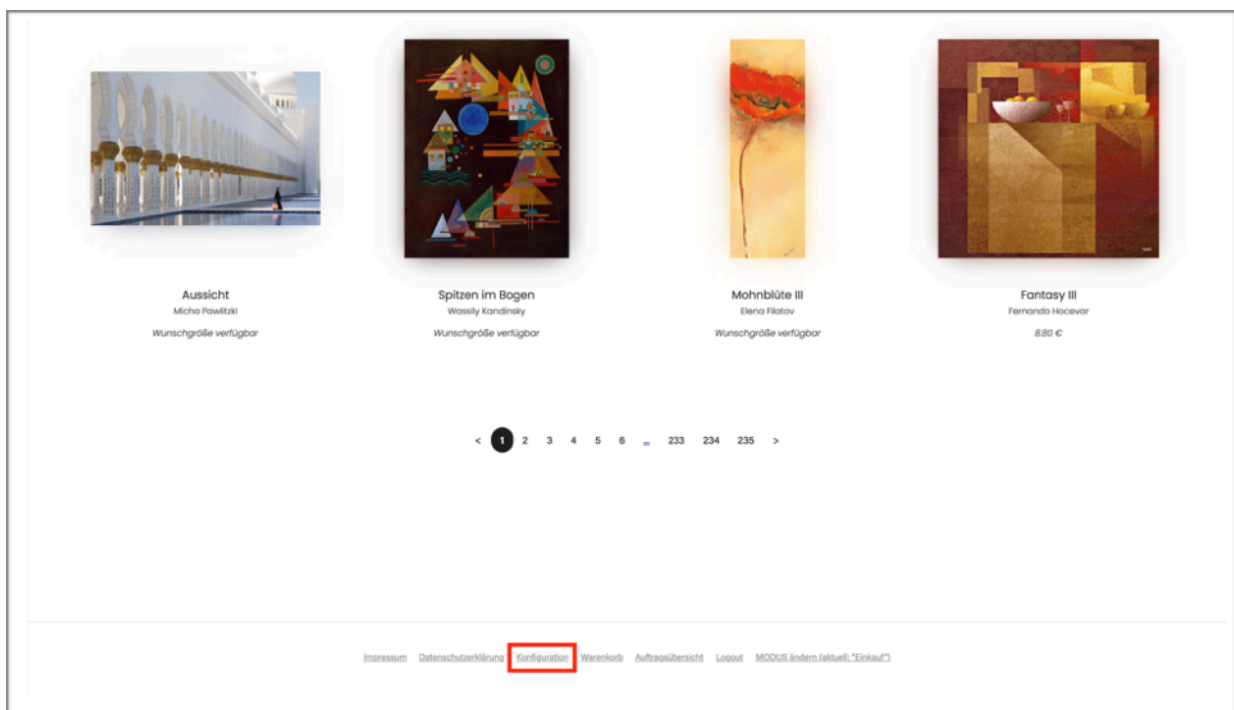 Aussicht
Micha Pawlitzki
Wunschgröße verfügbar
Spitzen im Bogen
Wassily Kandinsky
Wunschgröße verfügbar
Mohnblüte III
Elena Filatov
Wunschgröße verfügbar
Fantasy III
Fernando Hocevar
8.80 €
< 1 2 3 4 5 6 ... 233 234 235 >
Impressum Datenschutzerklärung Konfiguration Warenkorb Auftragsübersicht Logout MODUS ändern (aktuell: "Einkauf")